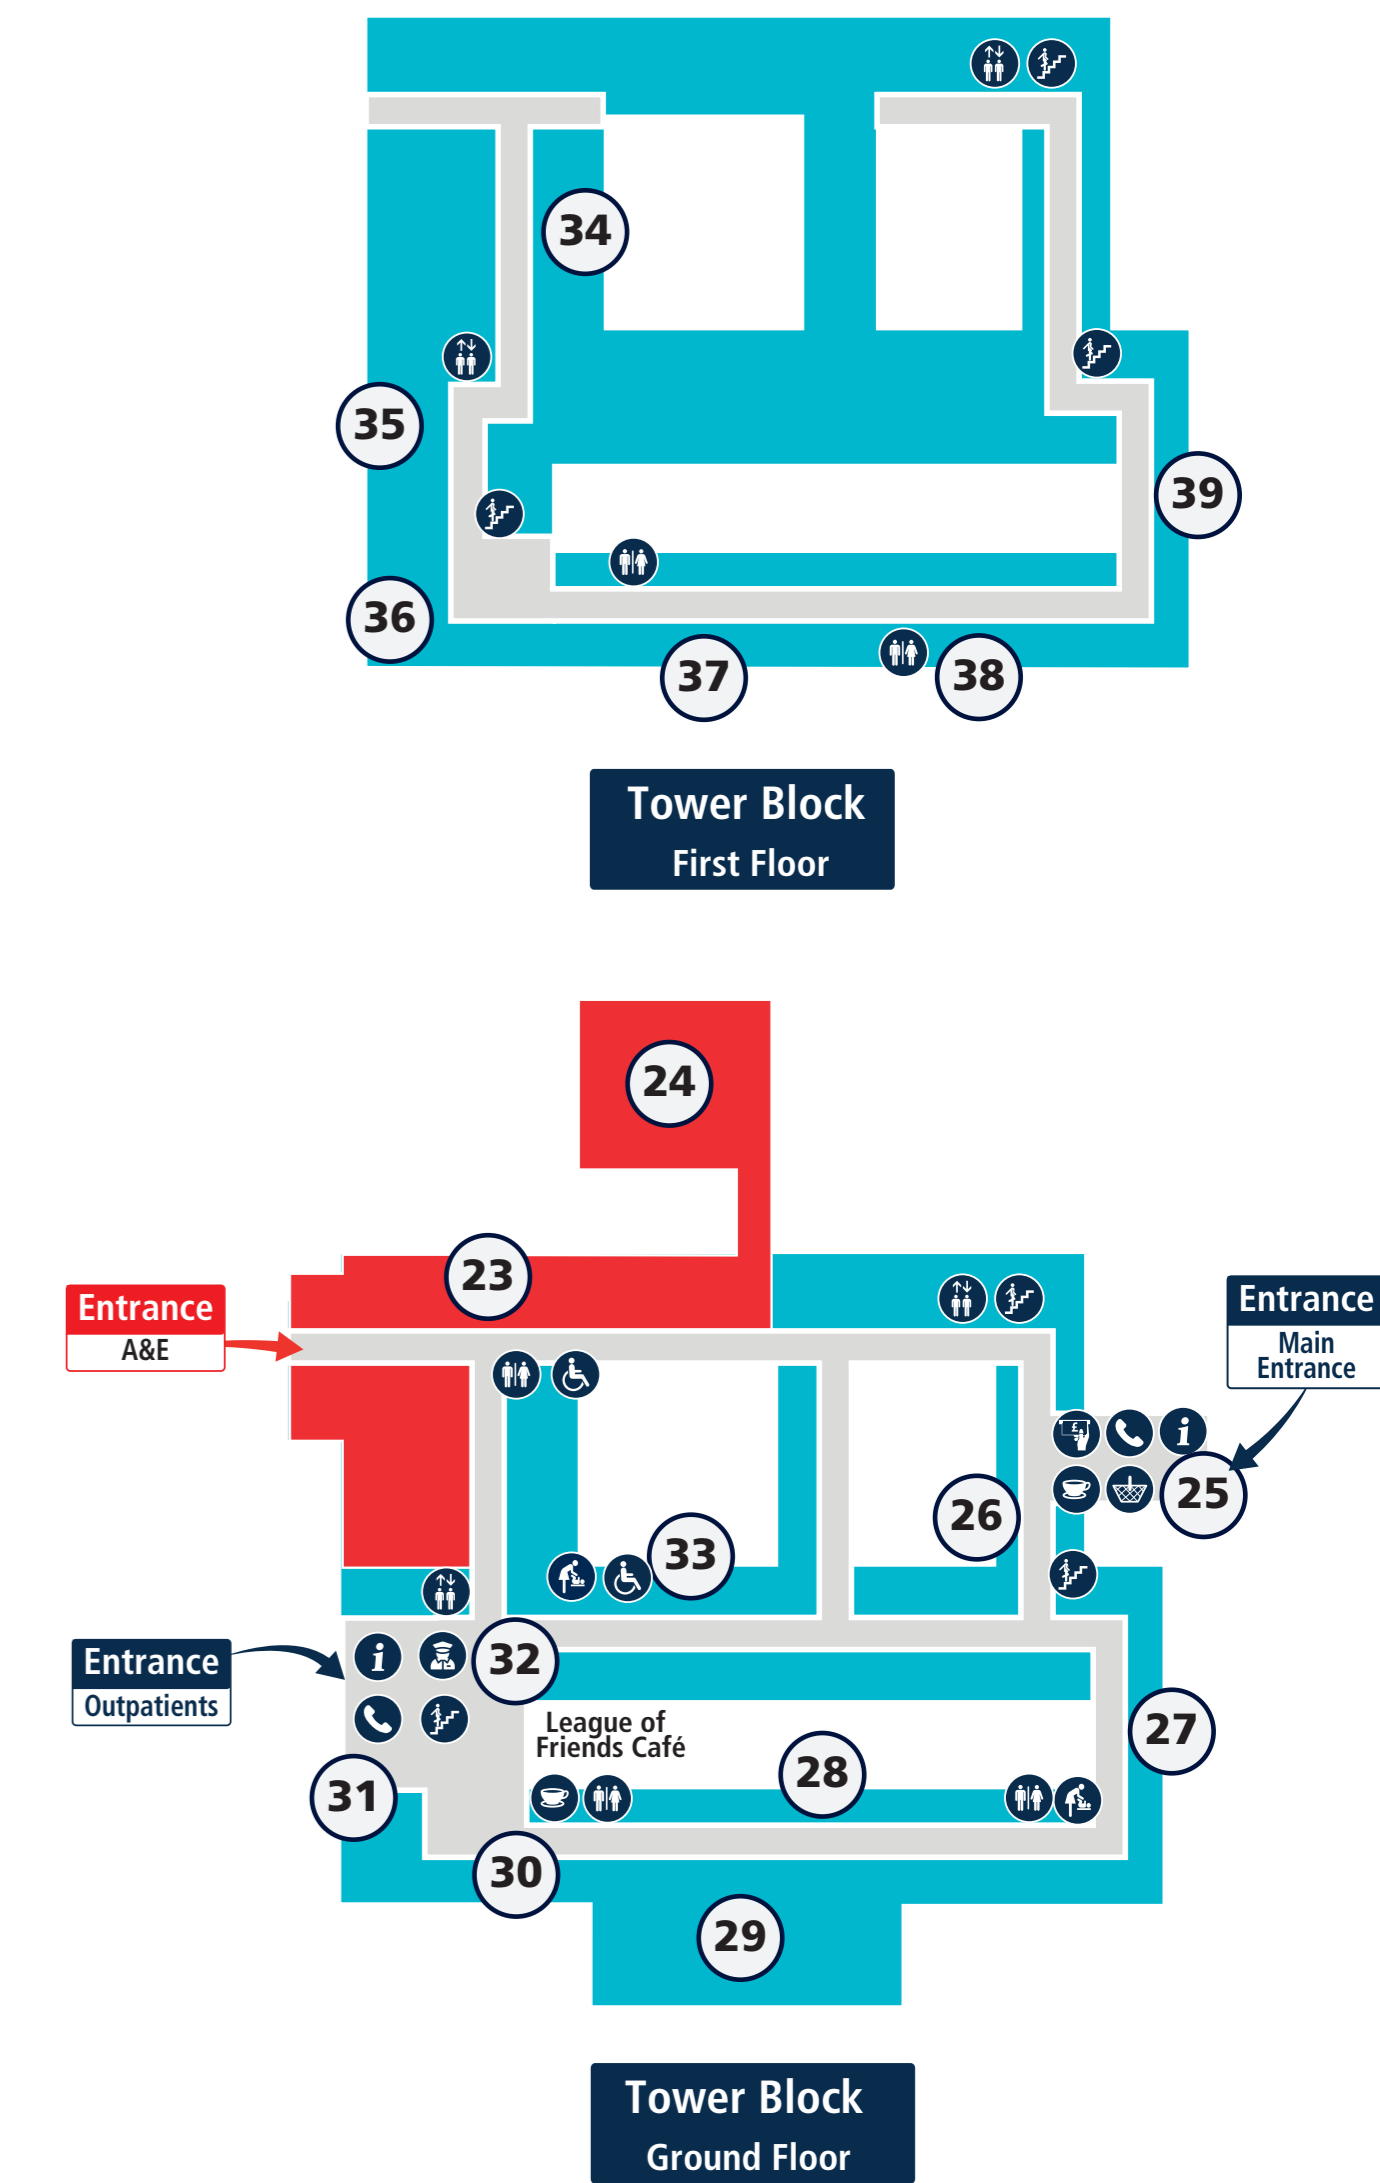 34
35
39
36
37
38
Tower Block
First Floor
24
23
Entrance
A&E
Entrance
Main
Entrance
£
i
25
26
33
Entrance
Outpatients
i
32
27
League of
Friends Café
28
31
30
29
Tower Block
Ground Floor